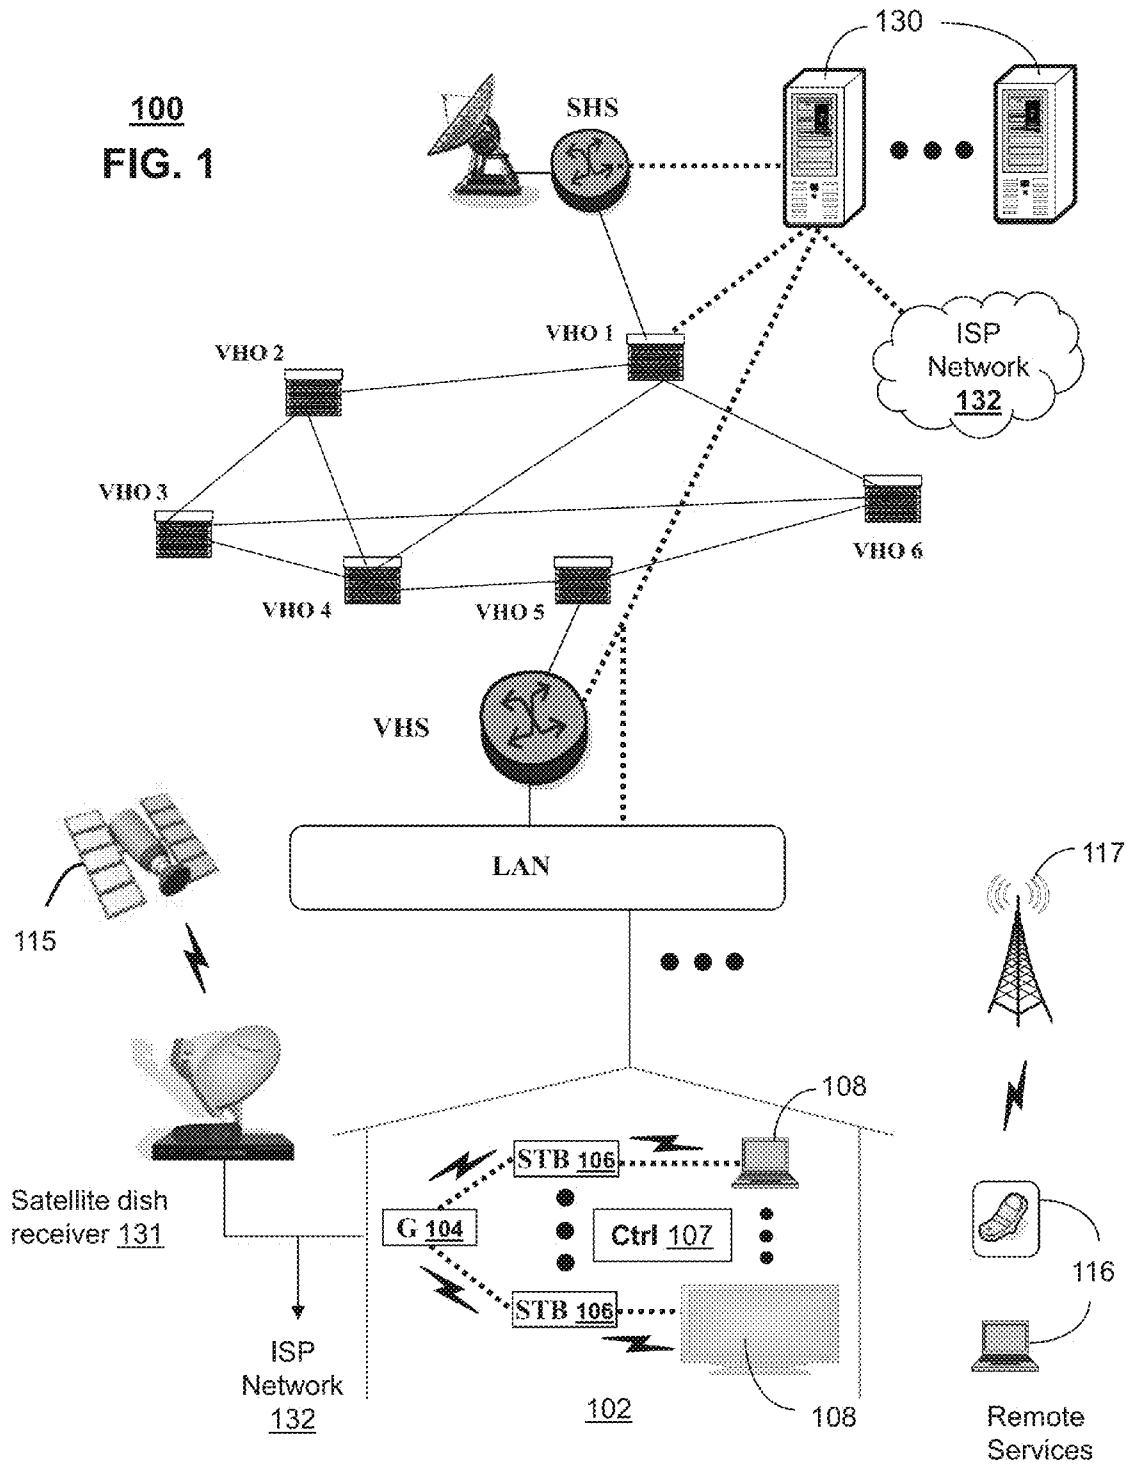 130
100
FIG. 1
SHS
ISP
Network
132
VHO 1
VHO 2
VHO 3
VHO 6
VHO 4
VHO 5
VHS
LAN
117
115
108
STB 106
Satellite dish
receiver 131
G 104
Ctrl 107
116
STB 106
ISP
Network
132
102
108
Remote
Services